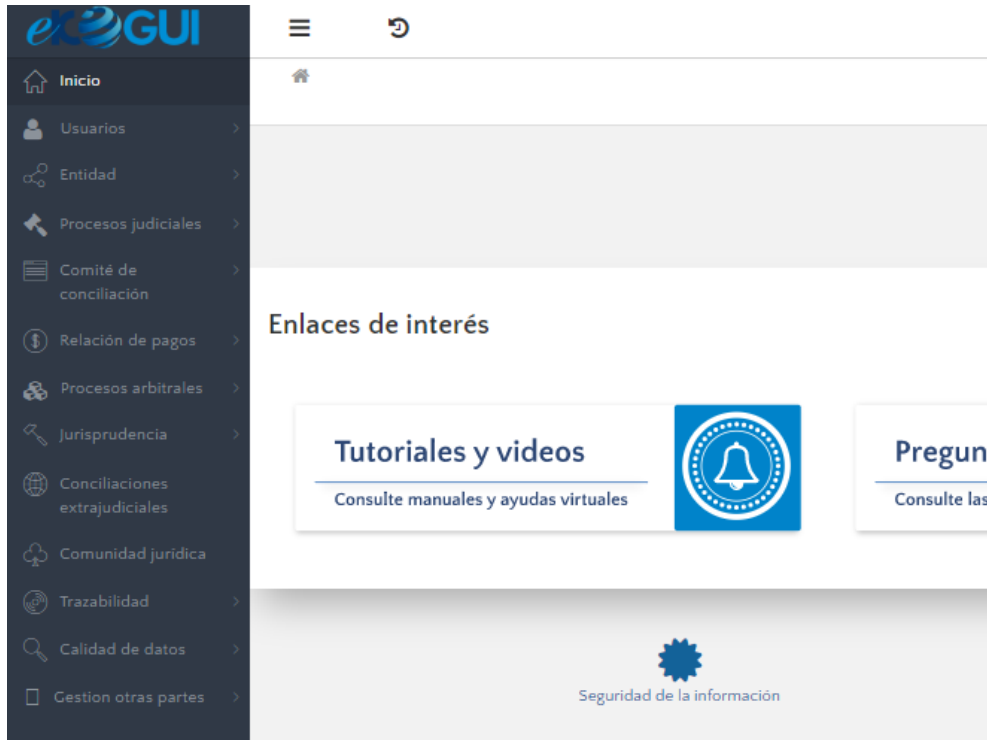 eKOGUI
Inicio
Usuarios
Entidad
Procesos judiciales
Comité de
conciliación
Relación de pagos
Procesos arbitrales
Jurisprudencia
Conciliaciones
extrajudiciales
Comunidad jurídica
Trazabilidad
Calidad de datos
Gestion otras partes
Enlaces de interés
Tutoriales y videos
Consulte manuales y ayudas virtuales
Pregun
Consulte las
Seguridad de la información